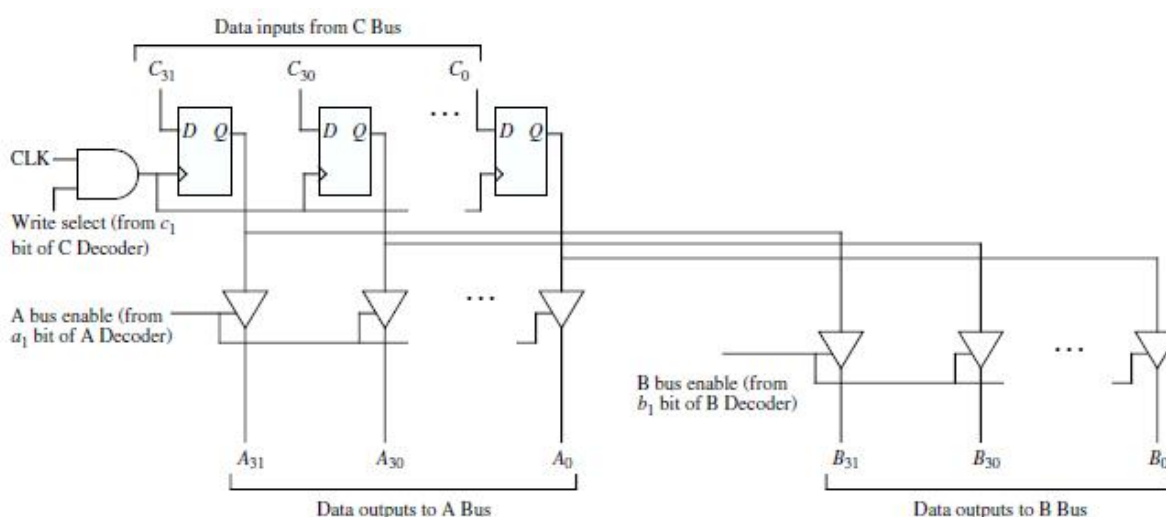 Data inputs from C Bus
C₃₁ C₃₀ C₀
...
D Q D Q D Q
CLK
Write select (from c₁
bit of C Decoder)
...
A bus enable (from
a₁ bit of A Decoder)
...
B bus enable (from
b₁ bit of B Decoder)
A₃₁ A₃₀ A₀ B₃₁ B₃₀ B₀
Data outputs to A Bus Data outputs to B Bus